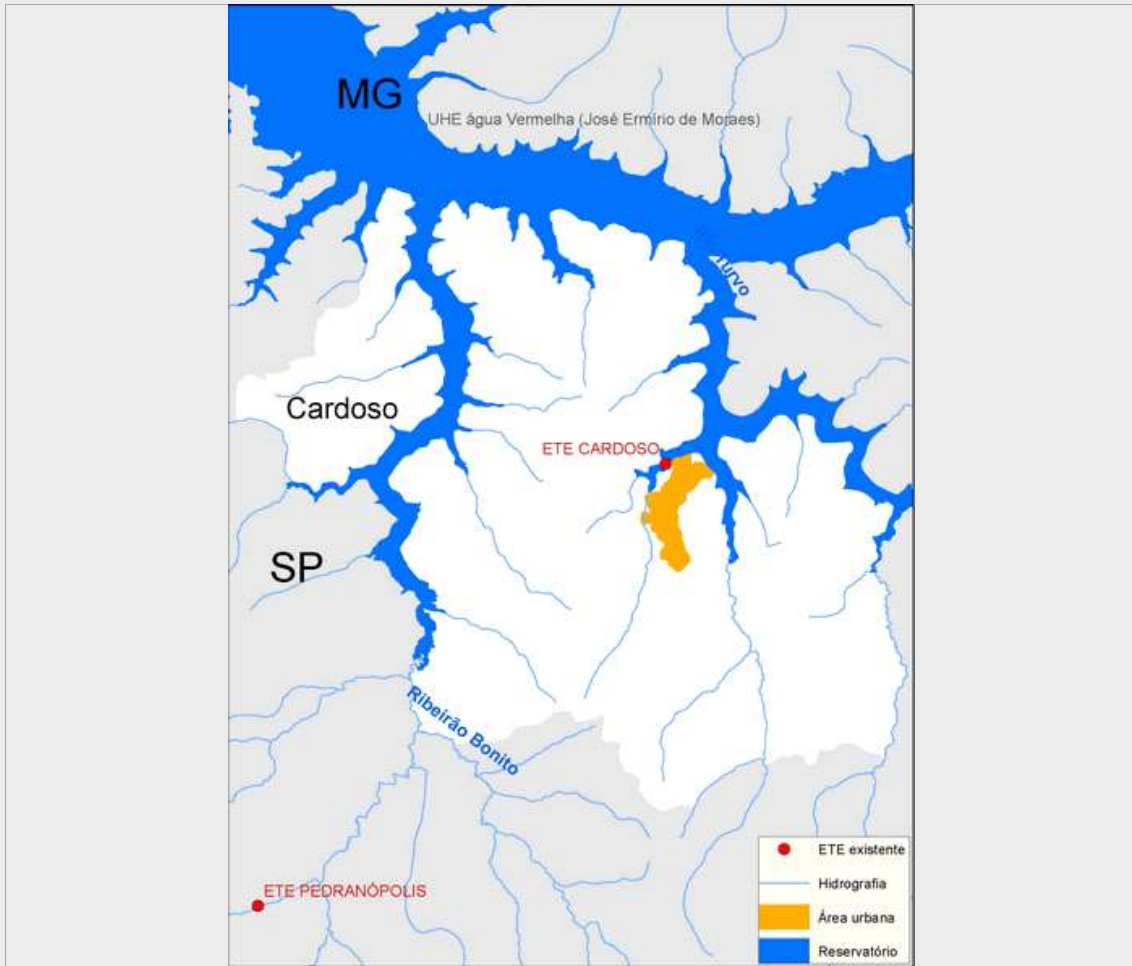 MG
UHE água Vermelha (José Ermírio de Moraes)
Turvo
Cardoso
ETE CARDOSO
SP
Ribeirão Bonito
ETE PEDRANÓPOLIS
ETE existente
Hidrografia
Área urbana
Reservatório